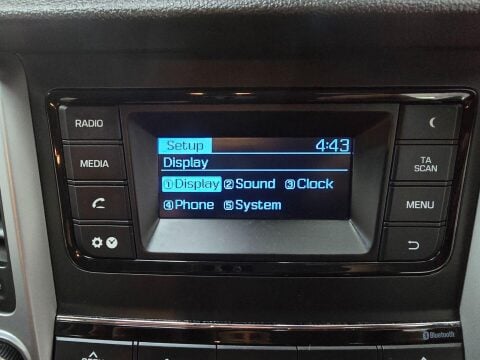 RADIO
MEDIA
Setup 4:43
Display
①Display ②Sound ③Clock
④Phone ⑤System
TA
SCAN
MENU
Bluetooth